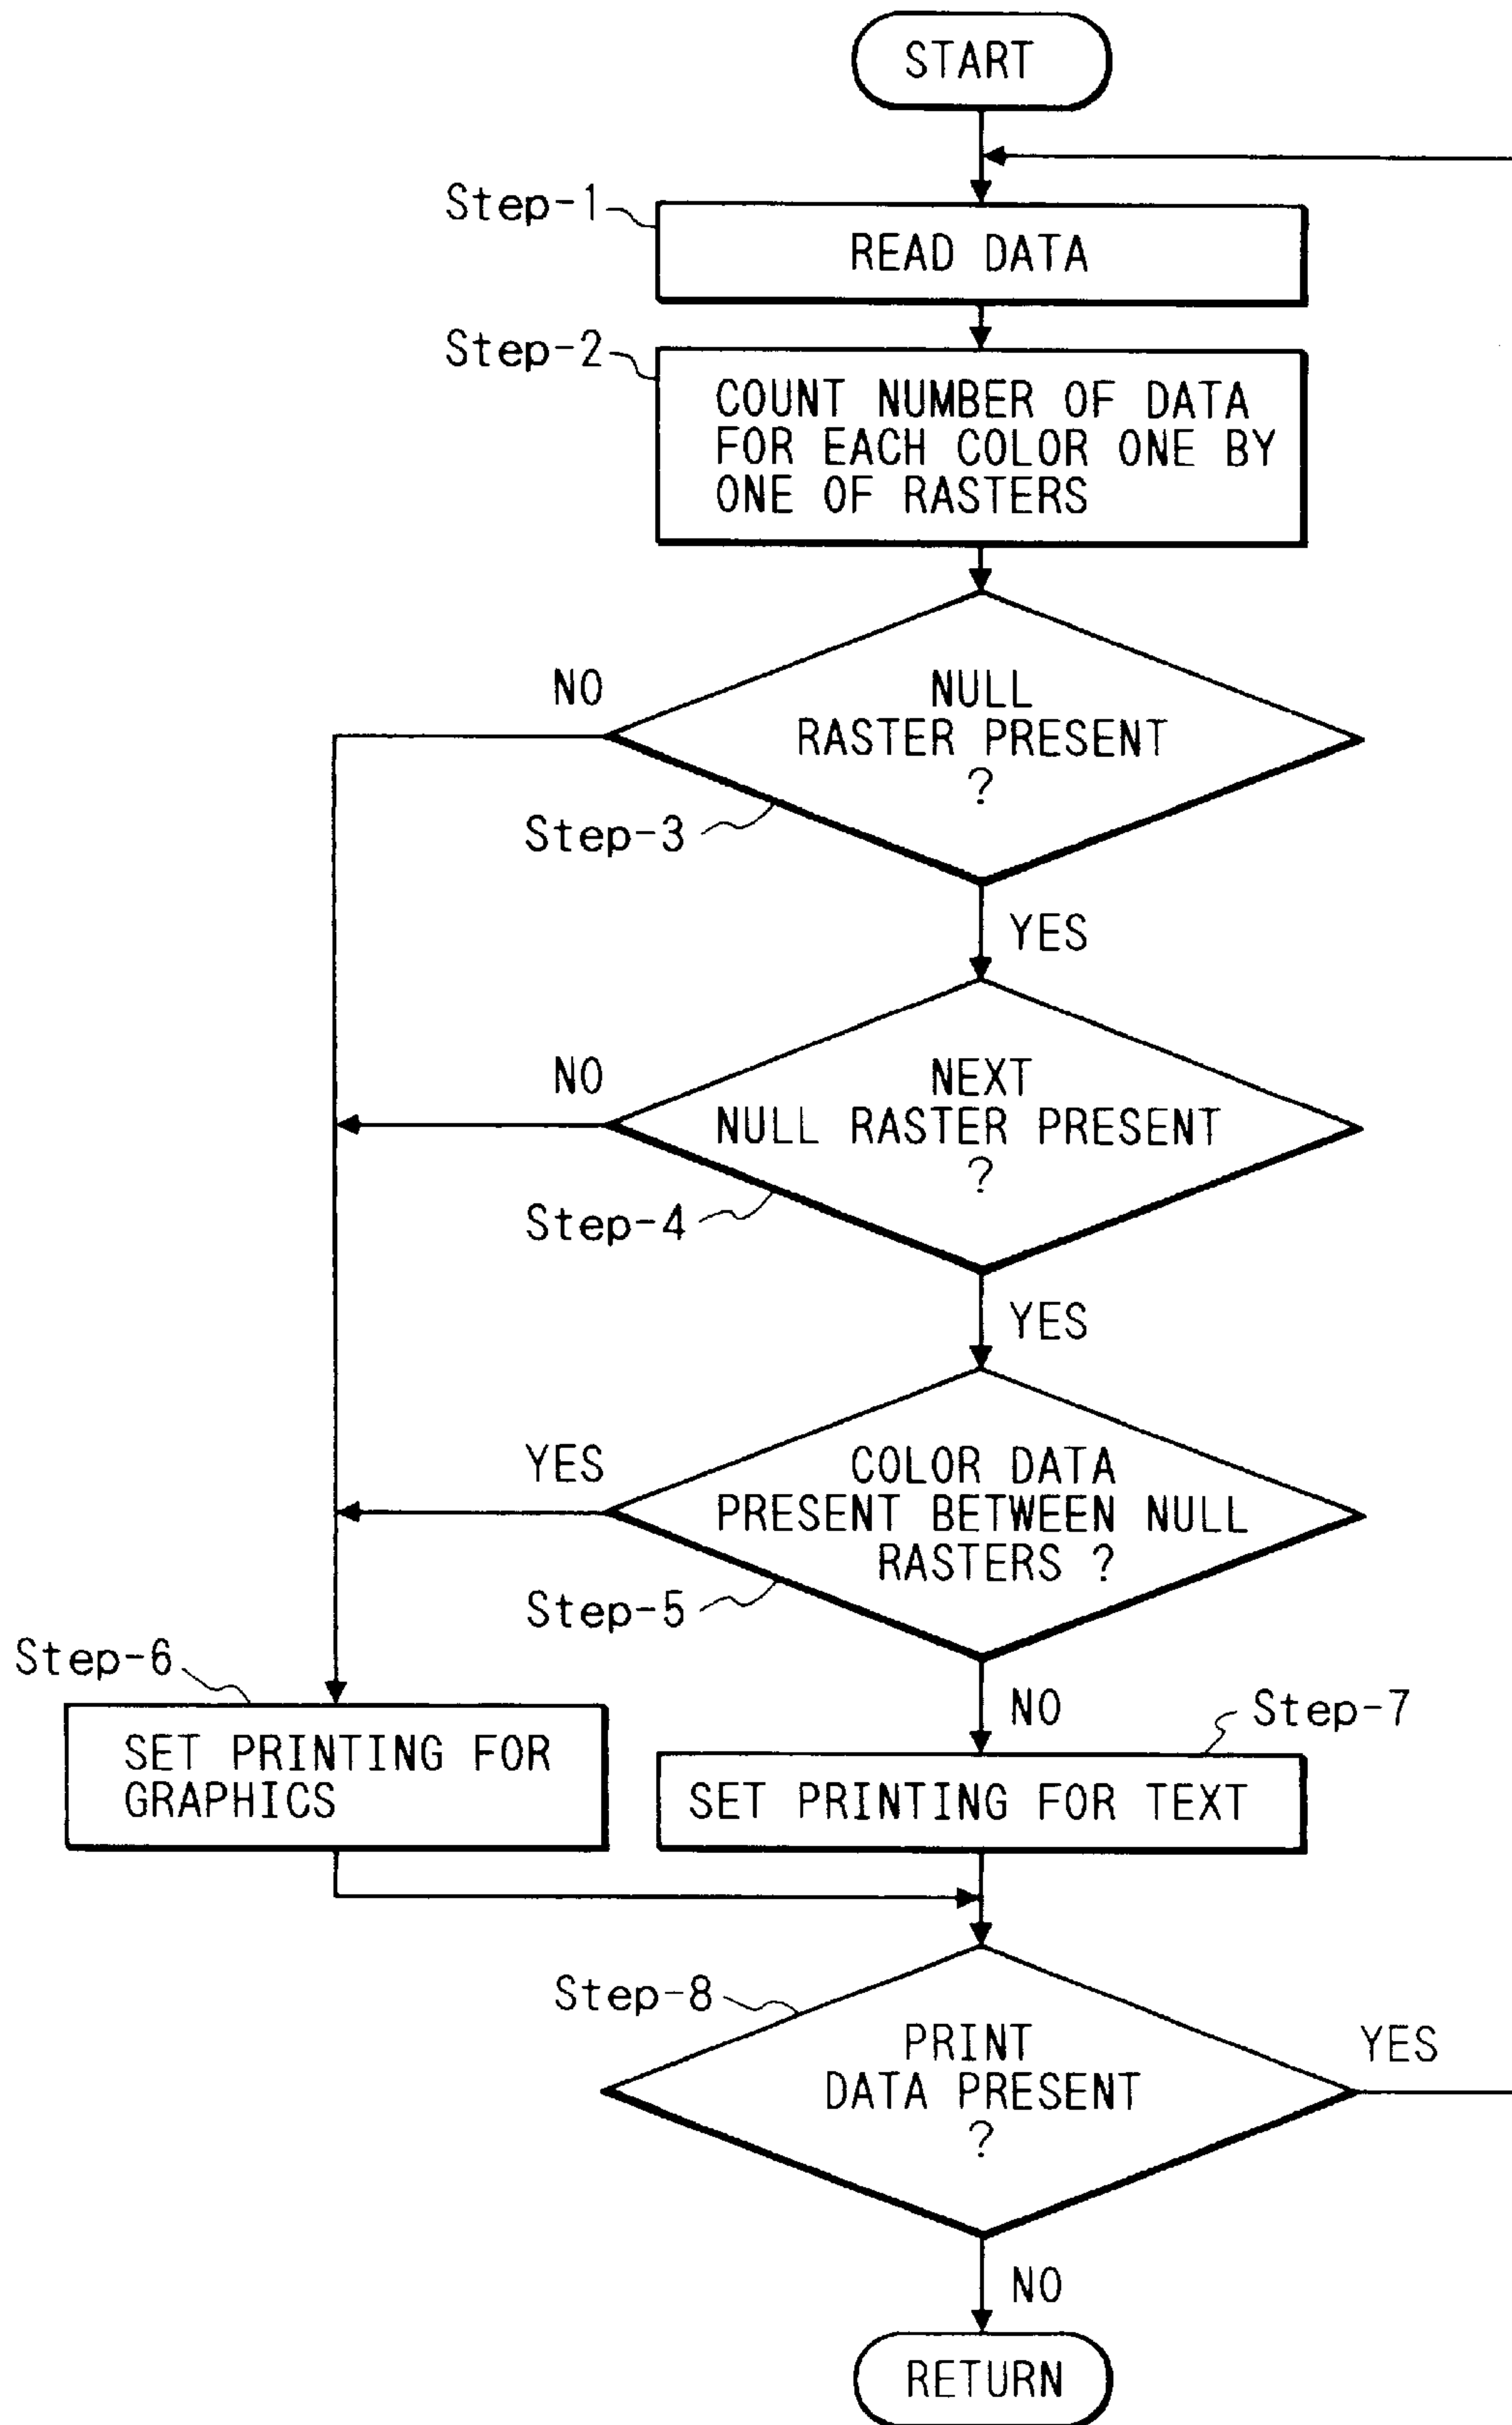 START
Step-1
READ DATA
Step-2
COUNT NUMBER OF DATA
FOR EACH COLOR ONE BY
ONE OF RASTERS
NO
NULL
RASTER PRESENT
?
Step-3
YES
NO
NEXT
NULL RASTER PRESENT
?
Step-4
YES
YES
COLOR DATA
PRESENT BETWEEN NULL
RASTERS ?
Step-5
Step-6
NO
Step-7
SET PRINTING FOR
GRAPHICS
SET PRINTING FOR TEXT
Step-8
PRINT
DATA PRESENT
?
YES
NO
RETURN